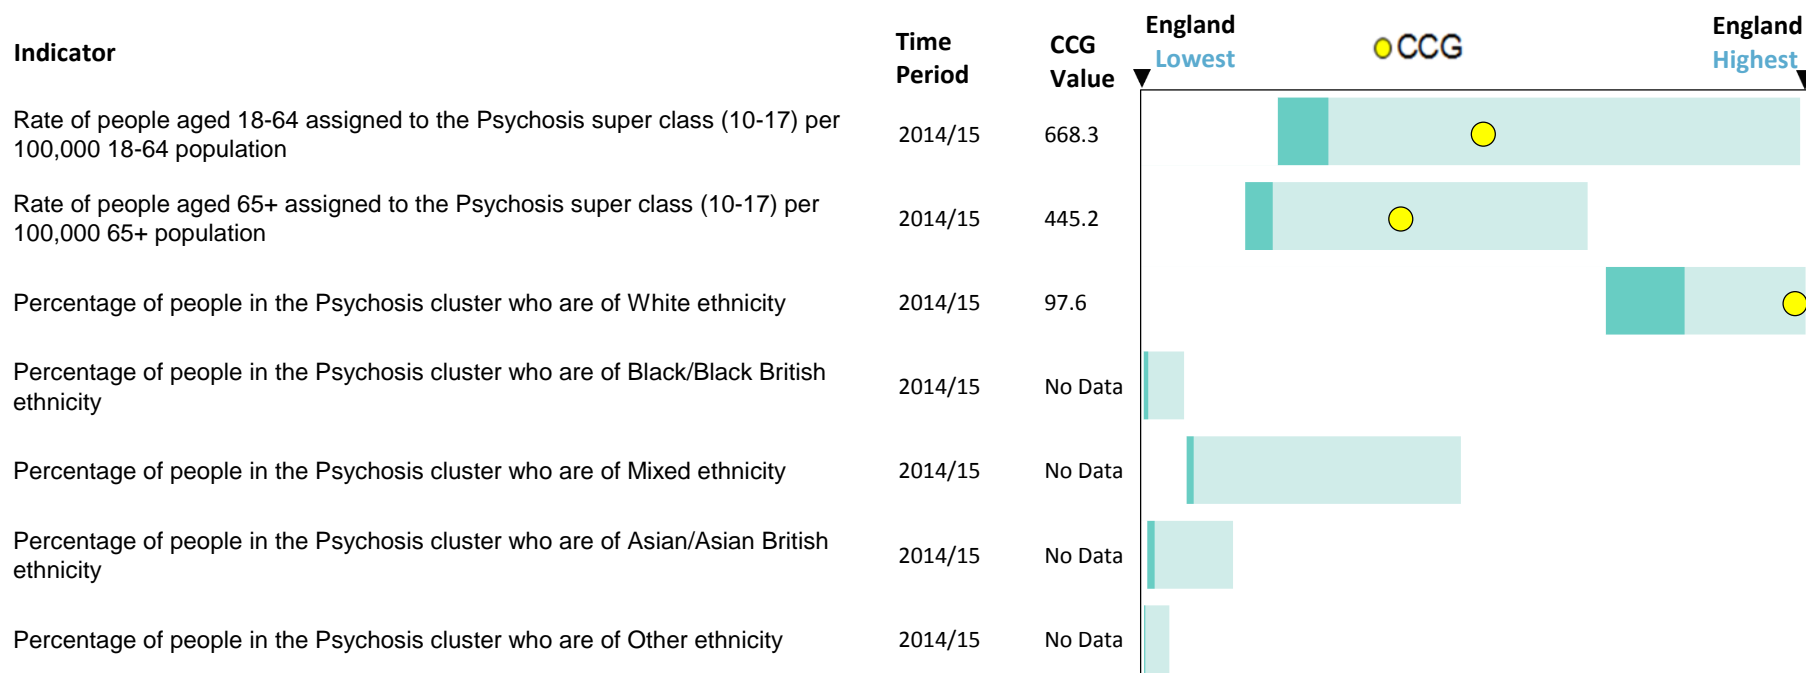 Indicator
Time
Period
CCG
Value
England
Lowest
CCG
England
Highest
Rate of people aged 18-64 assigned to the Psychosis super class (10-17) per
100,000 18-64 population
2014/15
668.3
Rate of people aged 65+ assigned to the Psychosis super class (10-17) per
100,000 65+ population
2014/15
445.2
Percentage of people in the Psychosis cluster who are of White ethnicity
2014/15
97.6
Percentage of people in the Psychosis cluster who are of Black/Black British
ethnicity
2014/15
No Data
Percentage of people in the Psychosis cluster who are of Mixed ethnicity
2014/15
No Data
Percentage of people in the Psychosis cluster who are of Asian/Asian British
ethnicity
2014/15
No Data
Percentage of people in the Psychosis cluster who are of Other ethnicity
2014/15
No Data